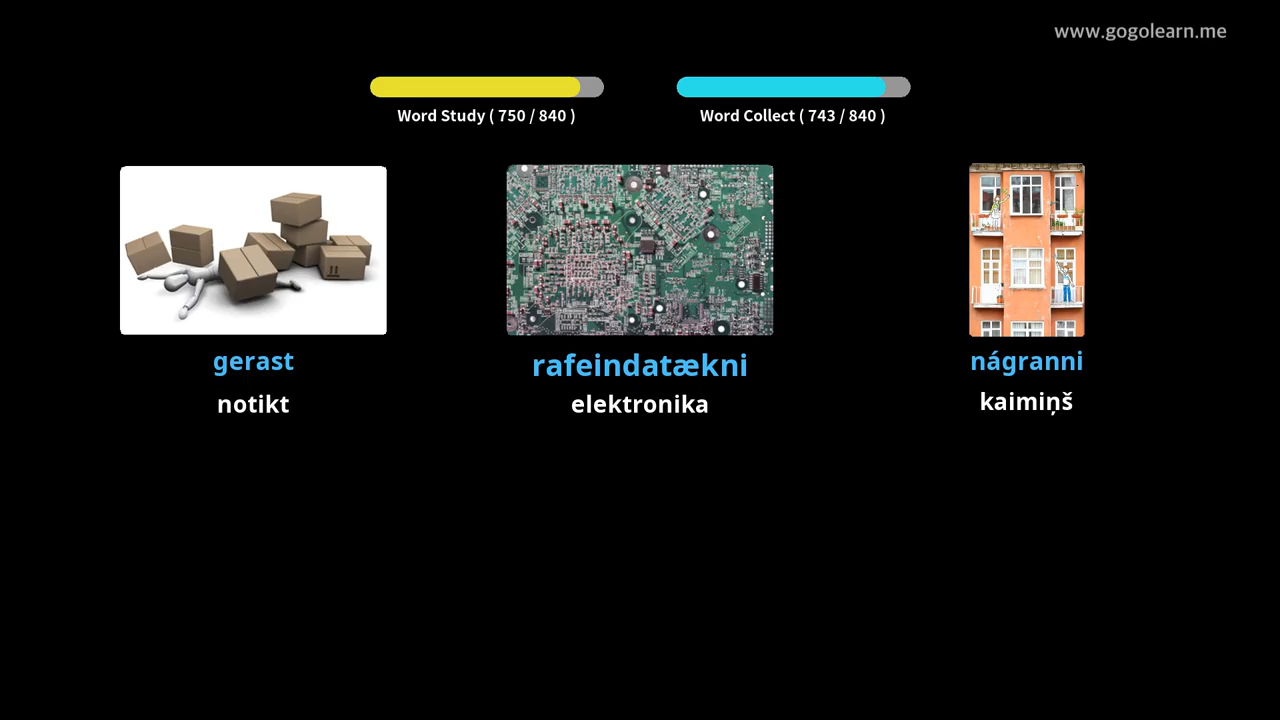 www.gogolearn.me
Word Study ( 750 / 840 )
Word Collect ( 743 / 840 )
gerast
rafeindatækni
nágranni
notikt
elektronika
kaimiņš